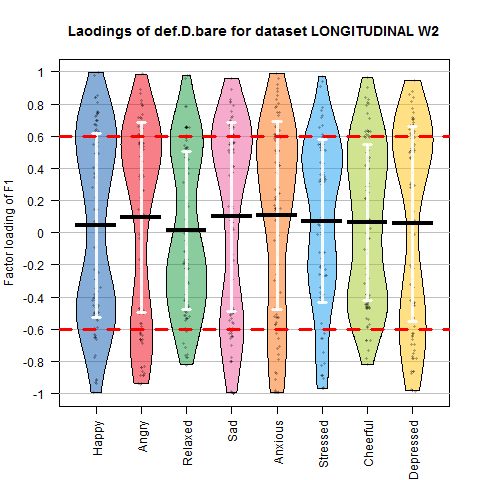 Laodings of def.D.bare for dataset LONGITUDINAL W2
Factor loading of F1
1
0.8
0.6
0.4
0.2
0
-0.2
-0.4
-0.6
-0.8
-1
Happy
Angry
Relaxed
Sad
Anxious
Stressed
Cheerful
Depressed